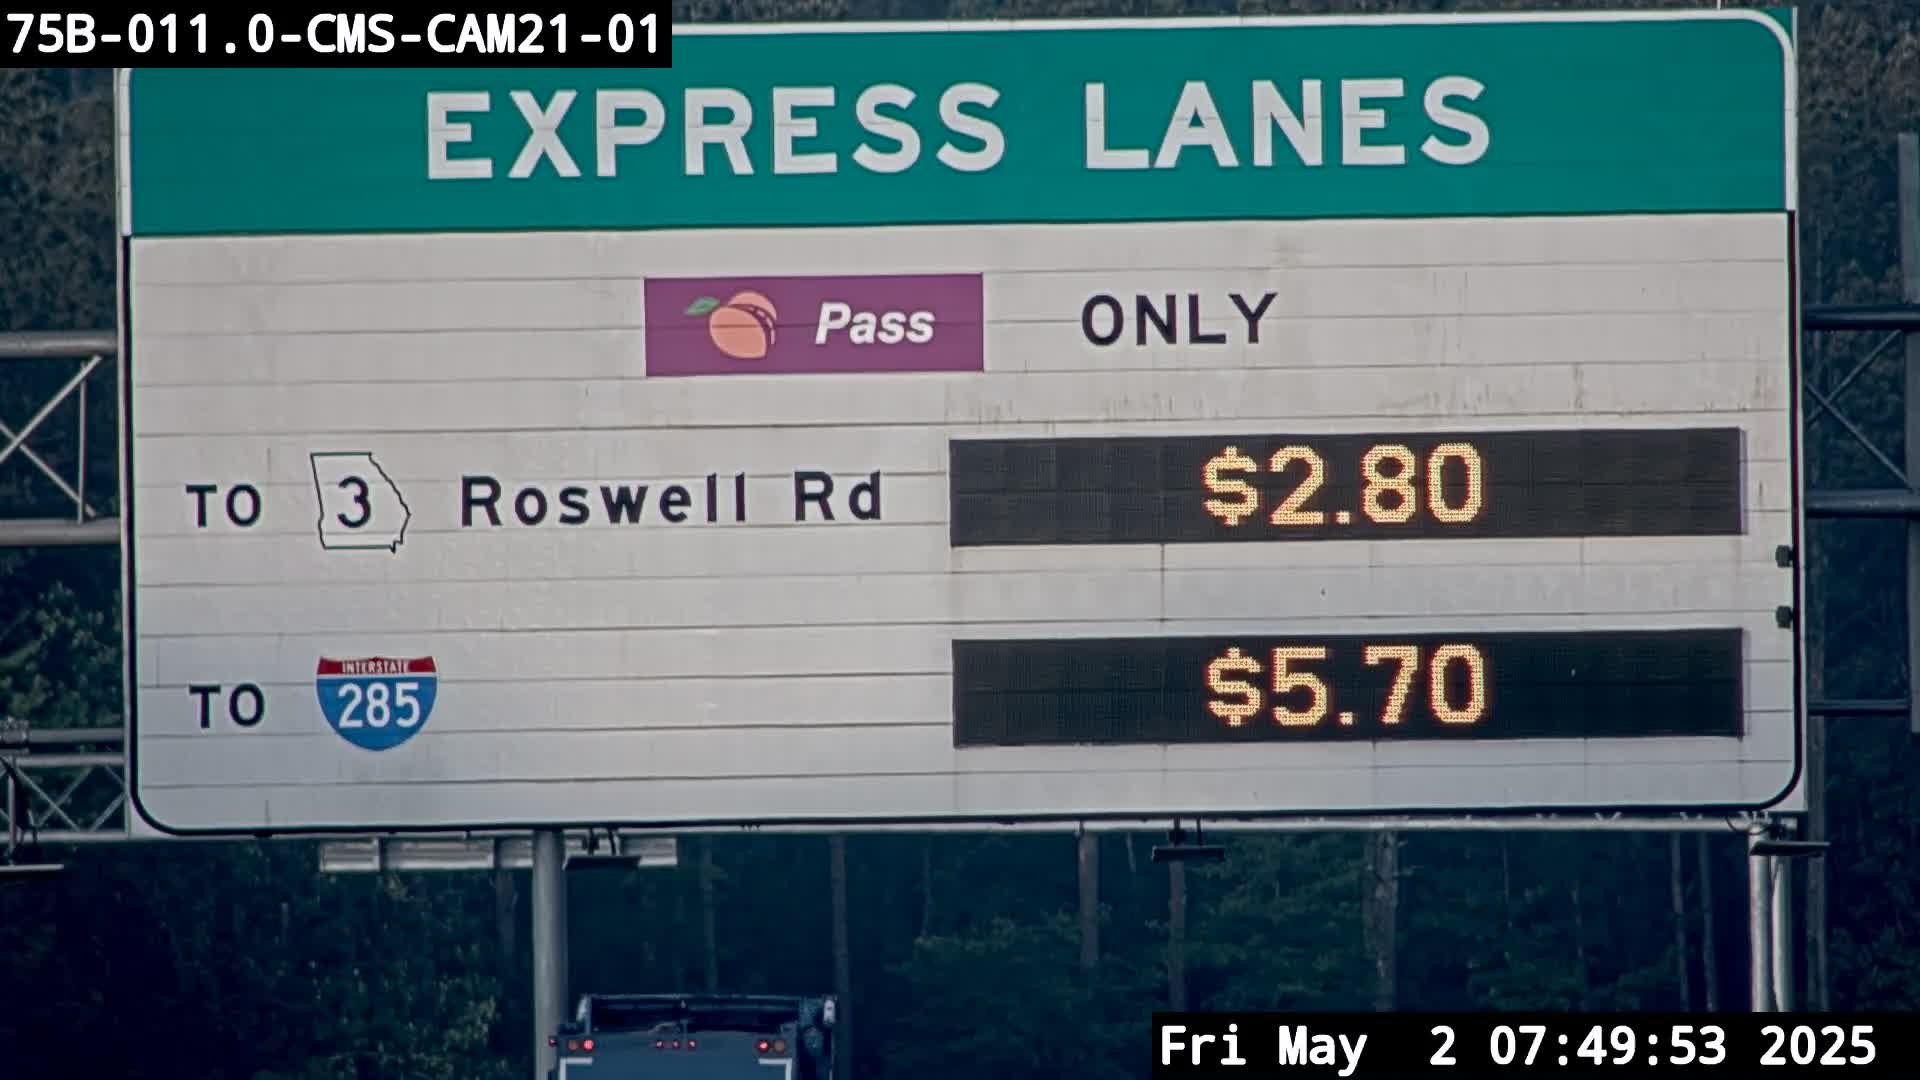 75B-011.0-CMS-CAM21-01
EXPRESS LANES
Pass ONLY
TO 3 Roswell Rd $2.80
INTERSTATE
TO 285 $5.70
Fri May 2 07:49:53 2025